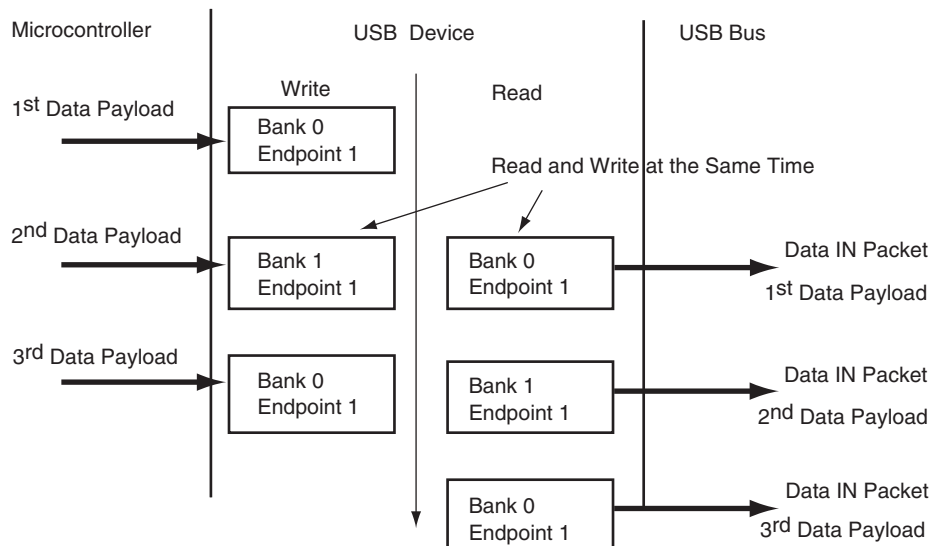 Microcontroller
USB Device
USB Bus
Write
Read
1st Data Payload
Bank 0
Endpoint 1
Read and Write at the Same Time
2nd Data Payload
Bank 1
Endpoint 1
Bank 0
Endpoint 1
Data IN Packet
1st Data Payload
3rd Data Payload
Bank 0
Endpoint 1
Bank 1
Endpoint 1
Data IN Packet
2nd Data Payload
Bank 0
Endpoint 1
Data IN Packet
3rd Data Payload